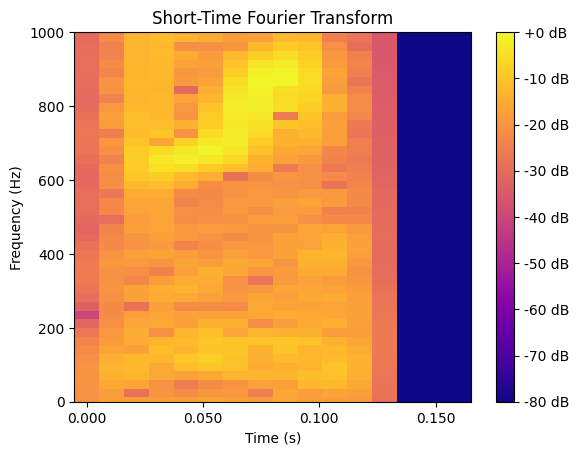 Short-Time Fourier Transform
1000
800
600
400
200
0
Frequency (Hz)
0.000
0.050
0.100
0.150
Time (s)
+0 dB
-10 dB
-20 dB
-30 dB
-40 dB
-50 dB
-60 dB
-70 dB
-80 dB